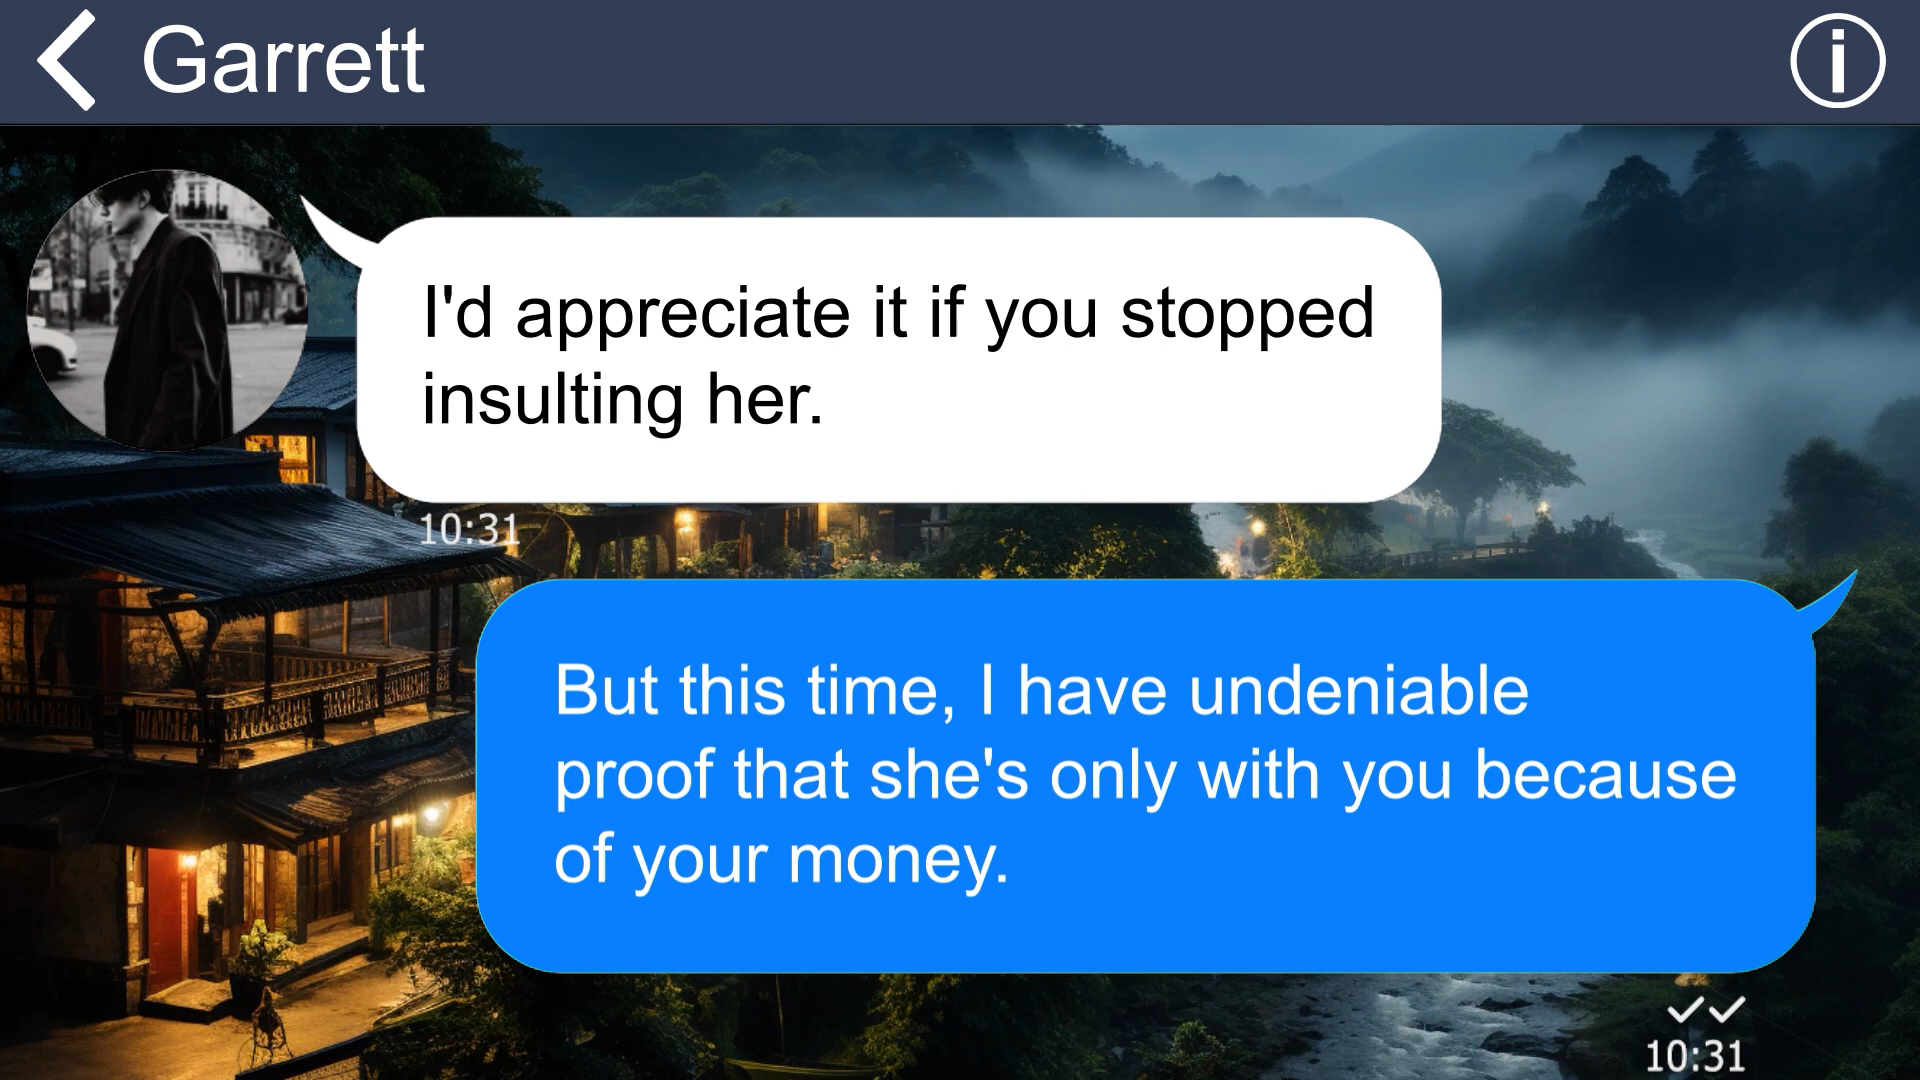 Garrett
I'd appreciate it if you stopped
insulting her.
10:31
But this time, I have undeniable
proof that she's only with you because
of your money.
10:31